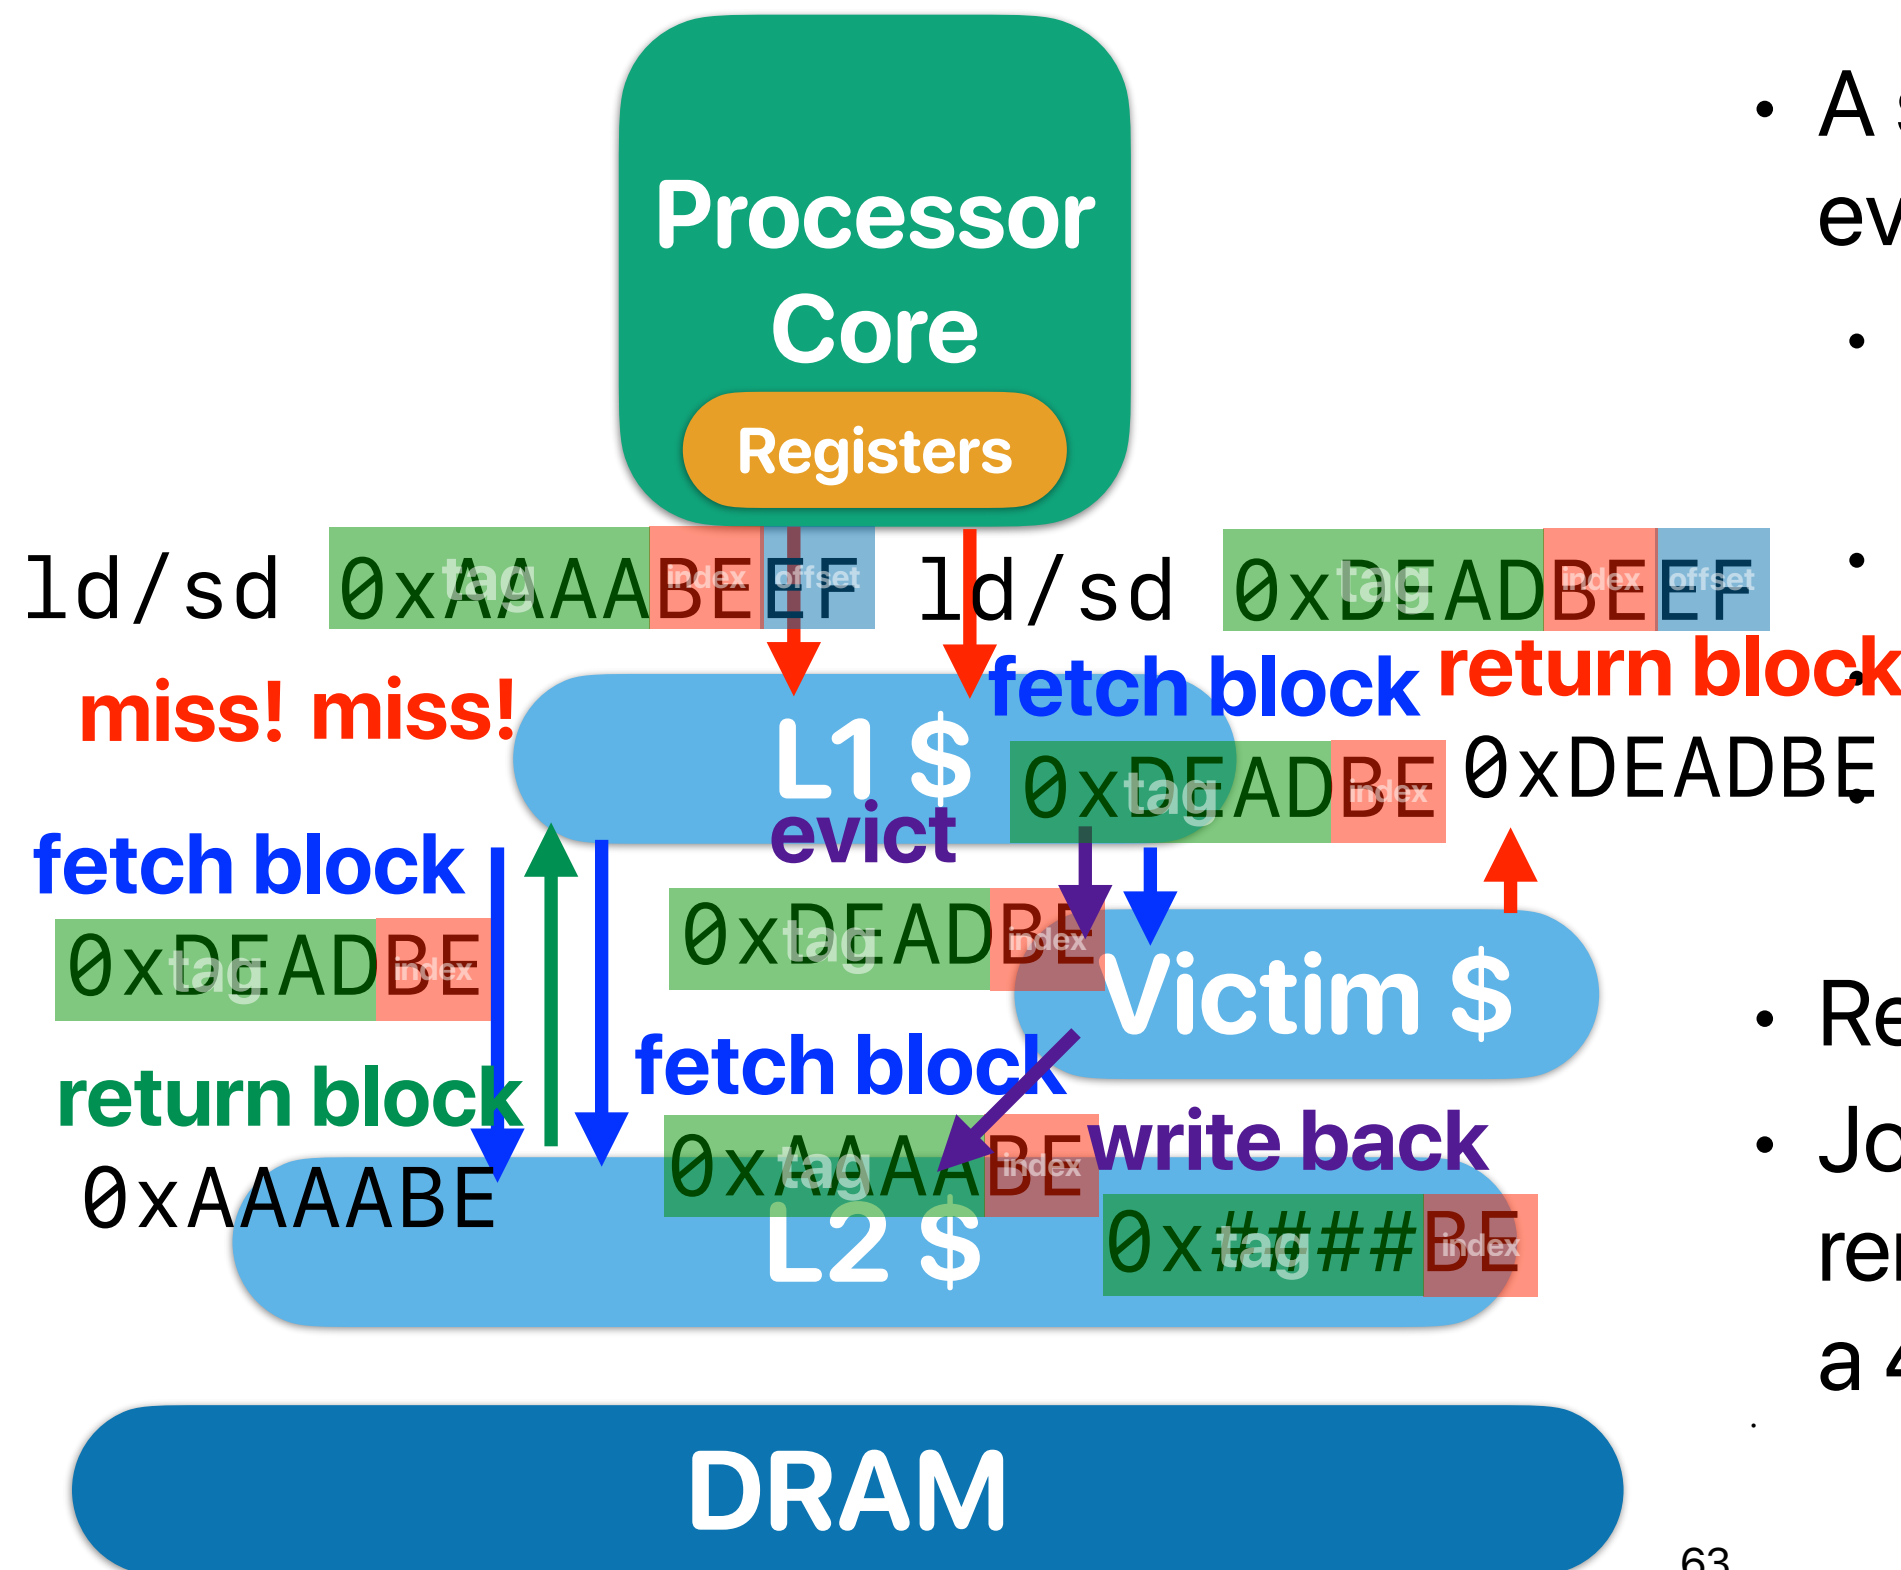 Processor
Core
Registers
ld/sd 0xAAAABEEF
tag index offset
ld/sd 0xDEADBEEF
tag index offset
miss! miss!
L1 $
fetch block
0xDEADBE
tag index
return block
0xDEADBE
evict
0xDEADBE
tag index
fetch block
0xDEADBE
tag index
Victim $
return block
0xAAAABE
fetch block
0xAAAABE
tag index
write back
0x####BE
tag index
L2 $
DRAM
A
ev
Re
a
63